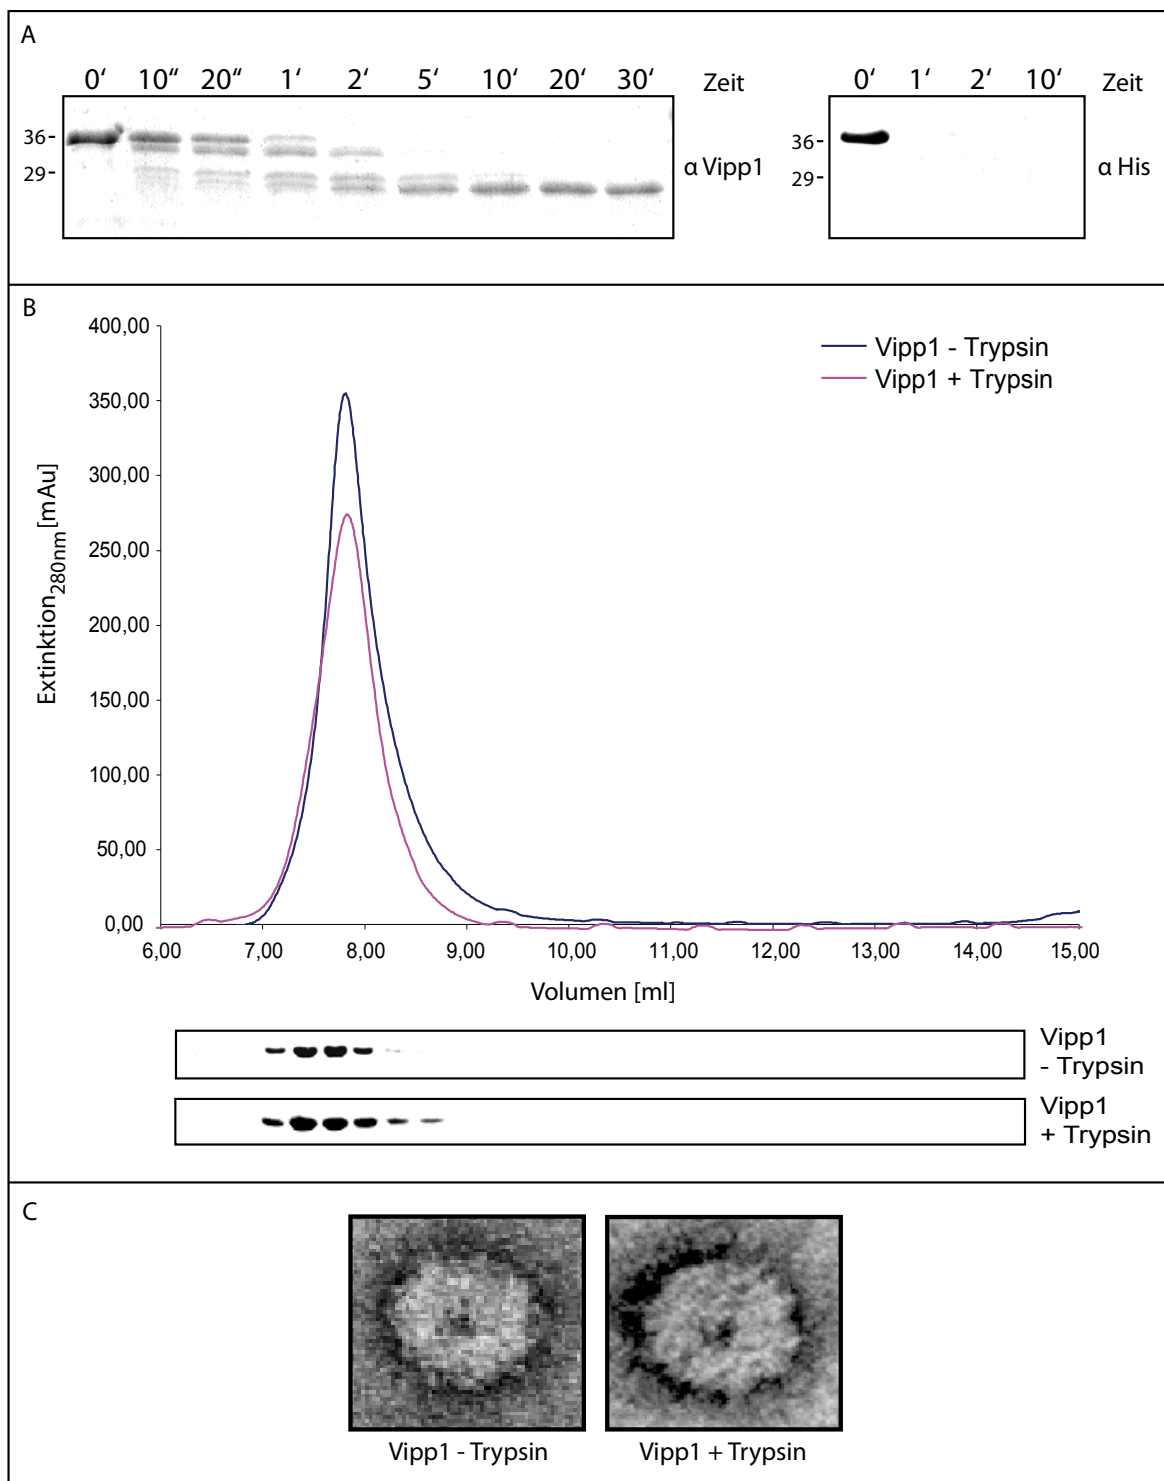 A
0‘ 10“ 20“ 1‘ 2‘ 5‘ 10‘ 20‘ 30‘ Zeit 0‘ 1‘ 2‘ 10‘
36- 36-
29- α Vipp1 29- α His
B
400,00
350,00
300,00
250,00
200,00
150,00
100,00
50,00
0,00
Extinktion280nm[mAu]
Vipp1 - Trypsin
Vipp1 + Trypsin
6,00 7,00 8,00 9,00 10,00 11,00 12,00 13,00 14,00 15,00
Volumen [ml]
Vipp1
- Trypsin
Vipp1
+ Trypsin
C
Vipp1 - Trypsin Vipp1 + Trypsin